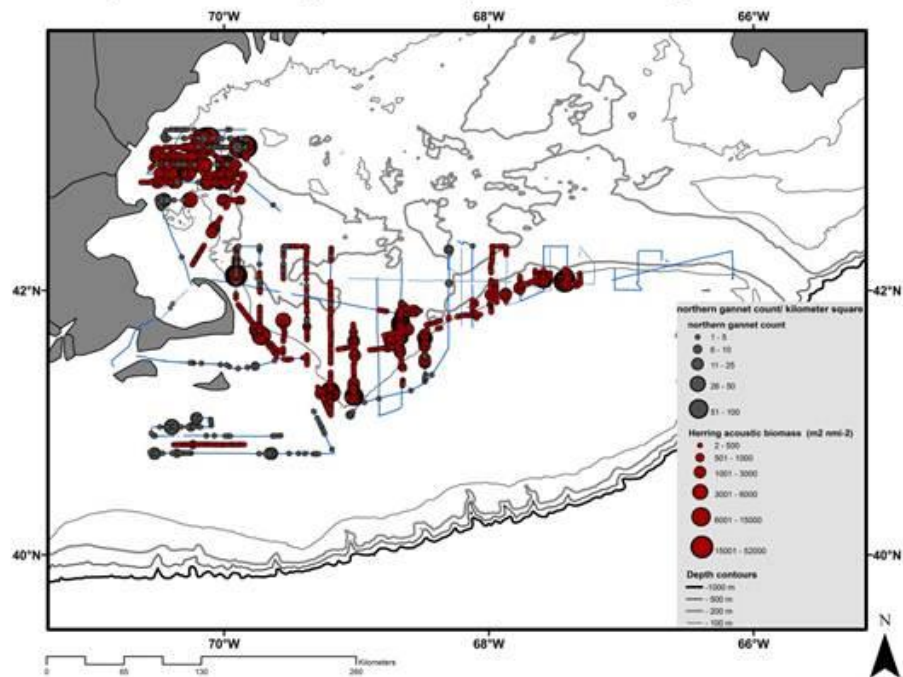 70°W 68°W 66°W
42°N 42°N
northern gannet count/ kilometer square
northern gannet count
1 - 5
6 - 10
11 - 25
26 - 50
51 - 100
Herring acoustic biomass (m2 nmi-2)
2 - 500
501 - 1000
1001 - 3000
3001 - 6000
6001 - 15000
15001 - 52000
40°N 40°N
Depth contours
-1000 m
- 500 m
- 200 m
- 100 m
70°W 68°W 66°W
N
Kilometers
0 65 130 260